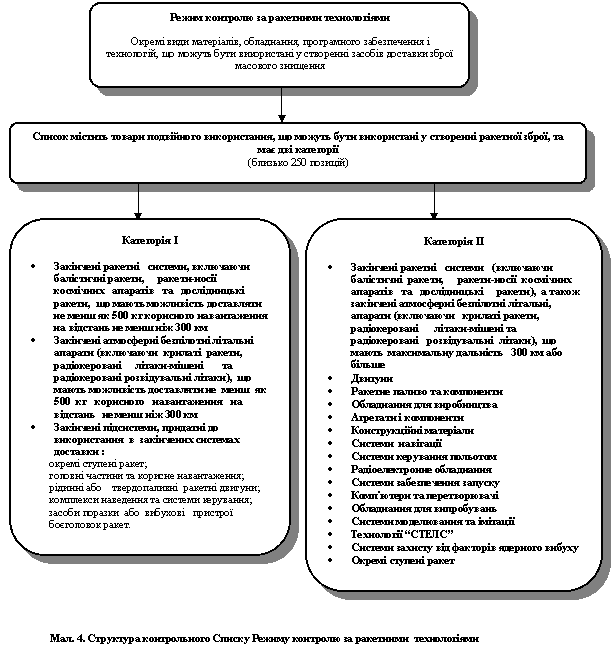 Режим контролю за ракетними технологіями
Окремі види матеріалів, обладнання, програмного забезпечення і
технологій, що можуть бути використані у створенні засобів доставки зброї
масового знищення
Список містить товари подвійного використання, що можуть бути використані у створенні ракетної зброї, та
має дві категорії
(близько 250 позицій)
Категорія І
• Закінчені ракетні системи, включаючи
балістичні ракети, ракети-носії
космічних апаратів та дослідницькі
ракети, що мають можливість доставляти
не менш як 500 кг корисного навантаження
на відстань не менш ніж 300 км
• Закінчені атмосферні безпілотні літальні
апарати (включаючи крилаті ракети,
радіокеровані літаки-мішені та
радіокеровані розвідувальні літаки), що
мають можливість доставляти не менш як
500 кг корисного навантаження на
відстань не менш ніж 300 км
• Закінчені підсистеми, придатні до
використання в закінчених системах
доставки :
окремі ступені ракет;
головні частини та корисне навантаження;
рідинні або твердопаливні ракетні двигуни;
комплекси наведення та системи керування;
засоби поразки або вибухові пристрої
боєголовок ракет.
Категорія ІІ
• Закінчені ракетні системи (включаючи
балістичні ракети, ракети-носії космічних
апаратів та дослідницькі ракети), а також
закінчені атмосферні безпілотні літальні,
апарати (включаючи крилаті ракети,
радіокеровані літаки-мішені та
радіокеровані розвідувальні літаки), що
мають максимальну дальність 300 км або
більше
• Двигуни
• Ракетне паливо та компоненти
• Обладнання для виробництва
• Агрегати і компоненти
• Конструкційні матеріали
• Системи навігації
• Системи керування польотом
• Радіоелектронне обладнання
• Системи забезпечення запуску
• Комп'ютери та перетворювачі
• Обладнання для випробувань
• Системи моделювання та імітації
• Технології “СТЕЛС”
• Системи захисту від факторів ядерного вибуху
• Окремі ступені ракет
Мал. 4. Структура контрольного Списку Режиму контролю за ракетними технологіями